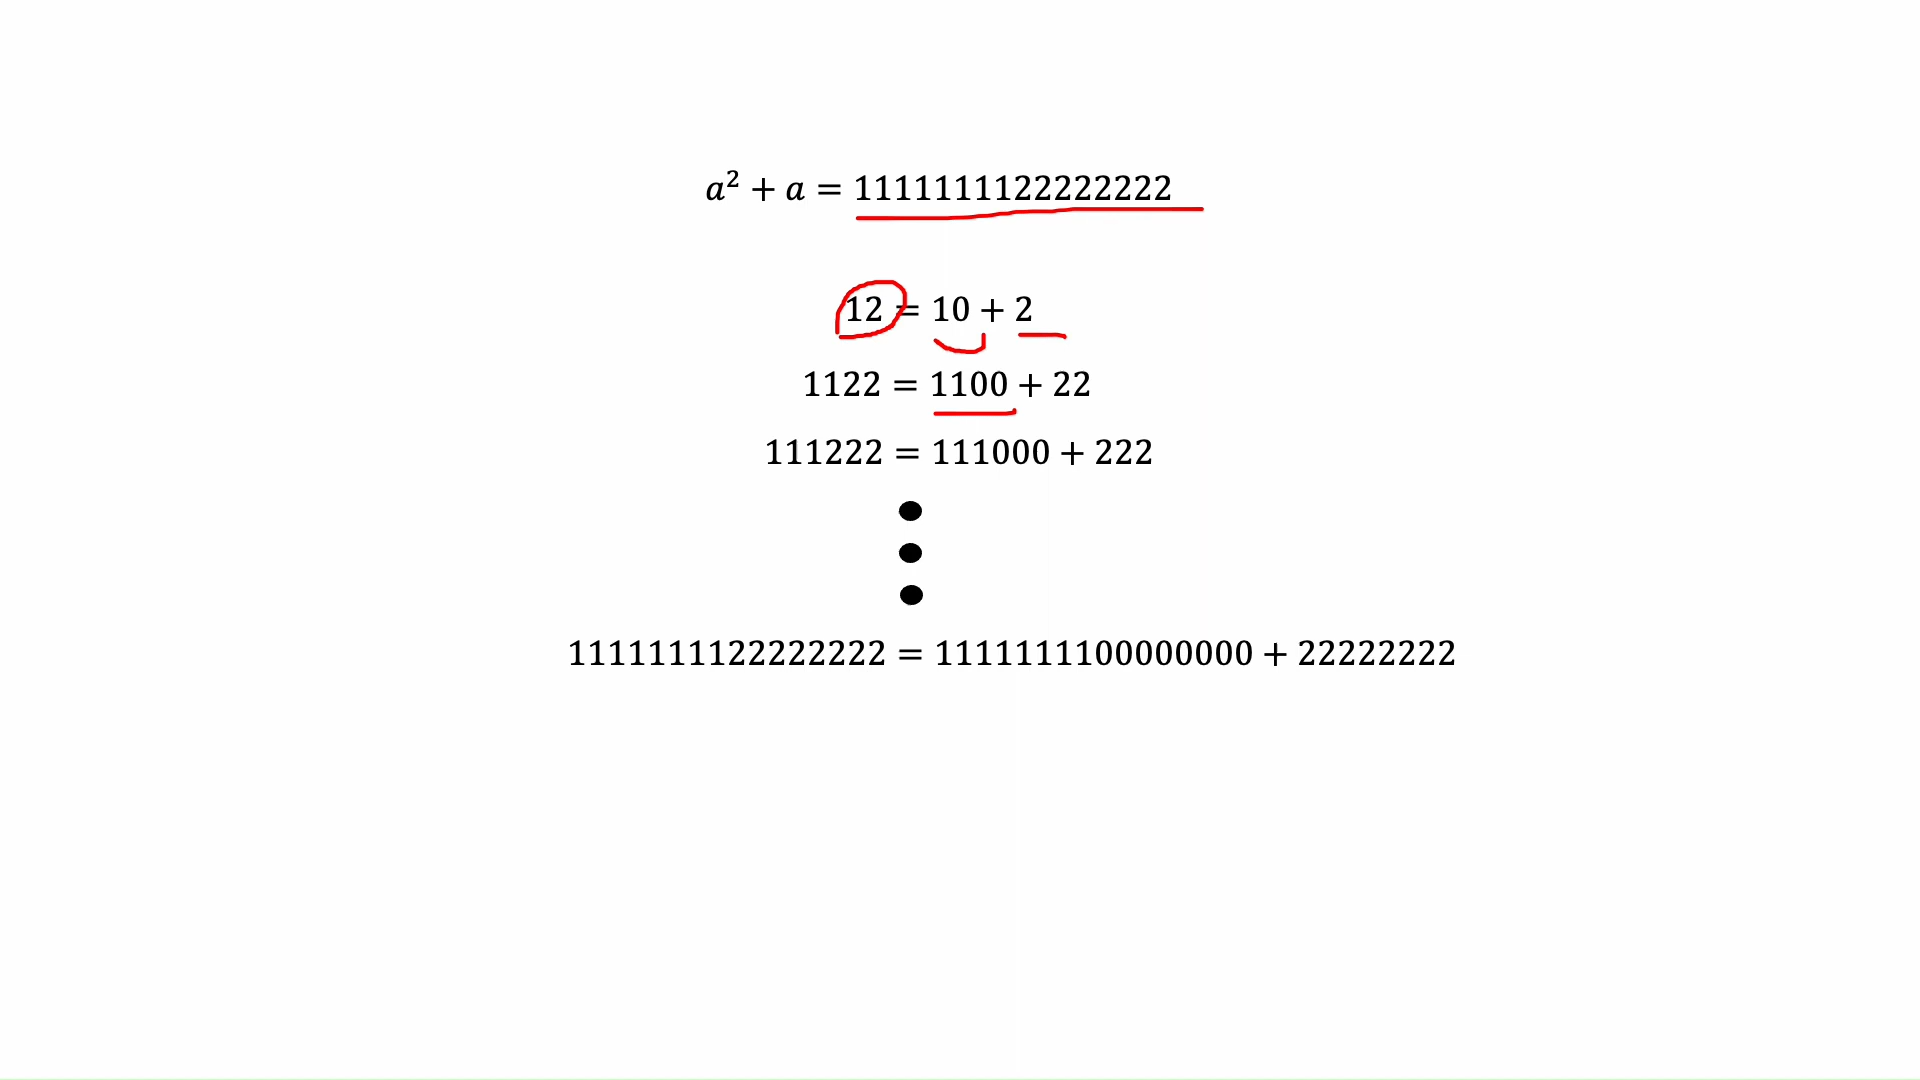 a² + a = 1111111122222222
12 = 10 + 2
1122 = 1100 + 22
111222 = 111000 + 222
1111111122222222 = 1111111100000000 + 22222222